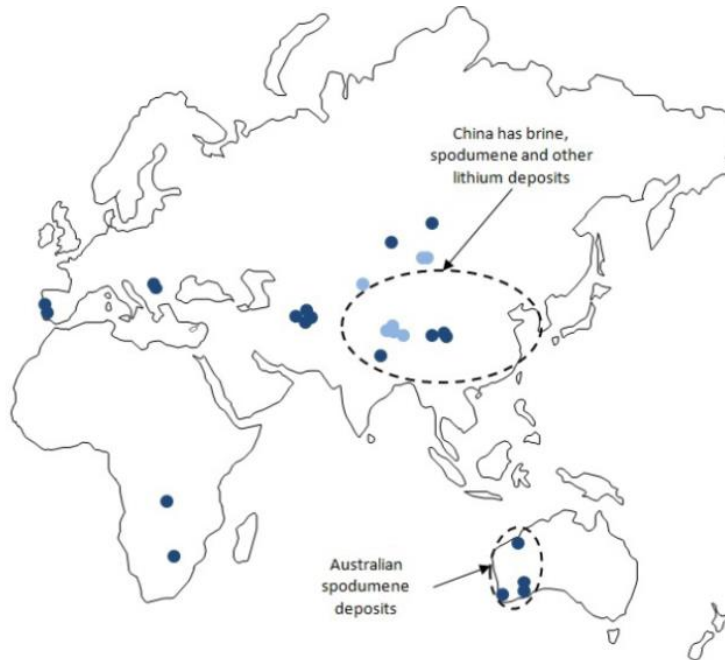 China has brine,
spodumene and other
lithium deposits
Australian
spodumene
deposits